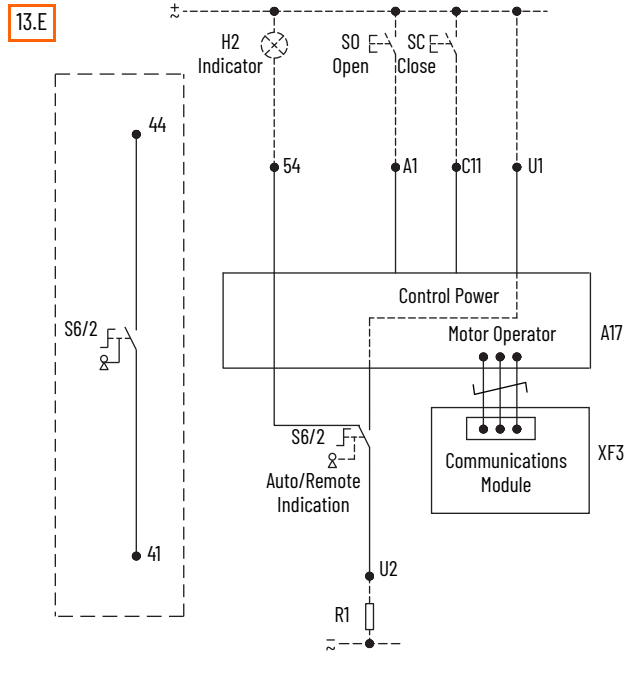 13.E
±
~
H2
Indicator
SO
Open
SC
Close
44
54
A1
C11
U1
Control Power
S6/2
Motor Operator
A17
S6/2
Auto/Remote
Indication
Communications
Module
XF3
41
U2
R1
−
~